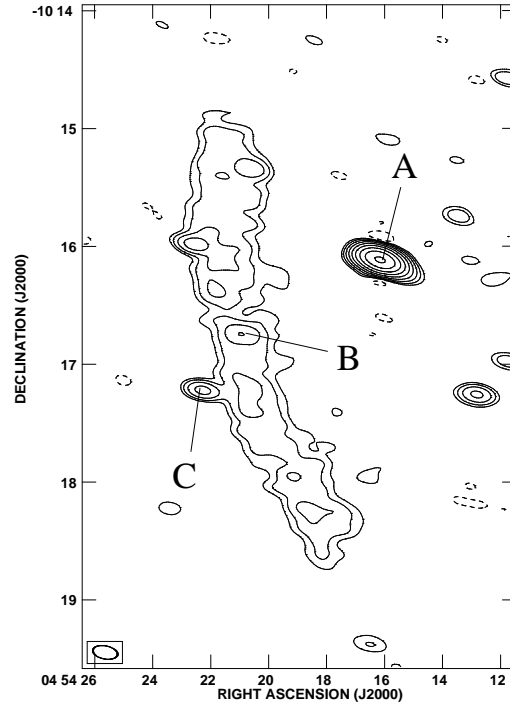 -10 14
15
16
17
18
19
DECLINATION (J2000)
A
B
C
04 54 26 24 22 20 18 16 14 12
RIGHT ASCENSION (J2000)